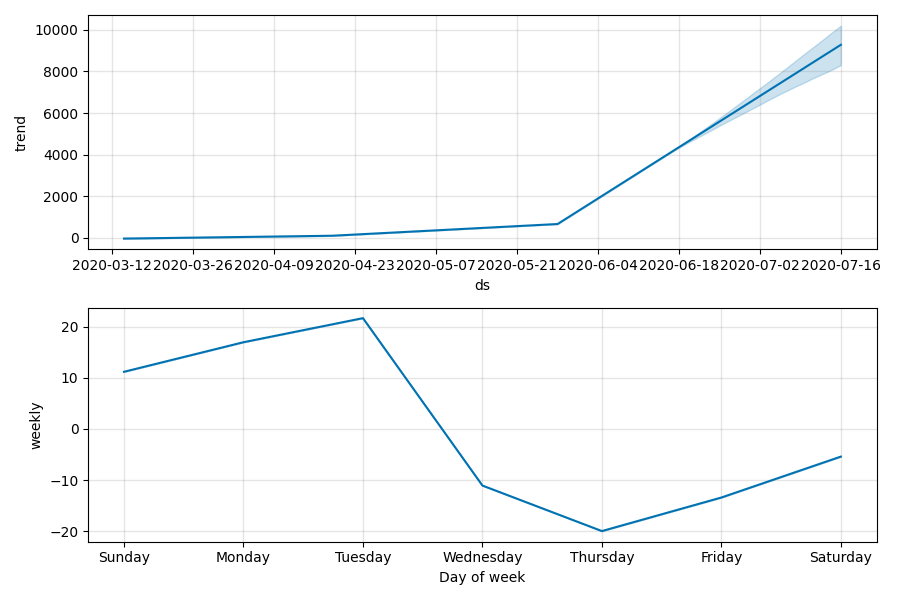 10000
8000
6000
4000
2000
0
trend
2020-03-12 2020-03-26 2020-04-09 2020-04-23 2020-05-07 2020-05-21 2020-06-04 2020-06-18 2020-07-02 2020-07-16
ds
20
10
0
−10
−20
weekly
Sunday Monday Tuesday Wednesday Thursday Friday Saturday
Day of week